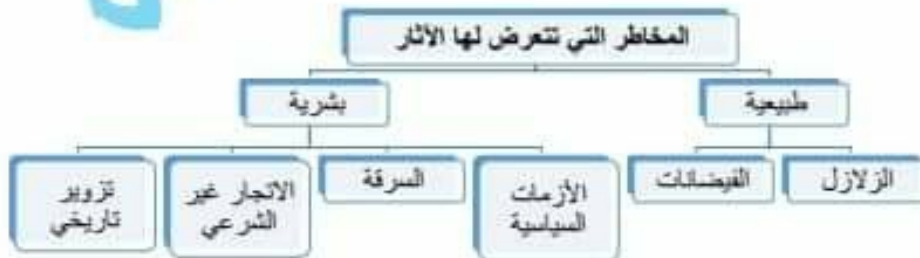 المخاطر التي تتعرض لها الآثار
طبيعية
بشرية
الزلازل
الفيضانات
الأزمات
السياسية
السرقة
الاتجار غير
الشرعي
تزوير
تاريخي